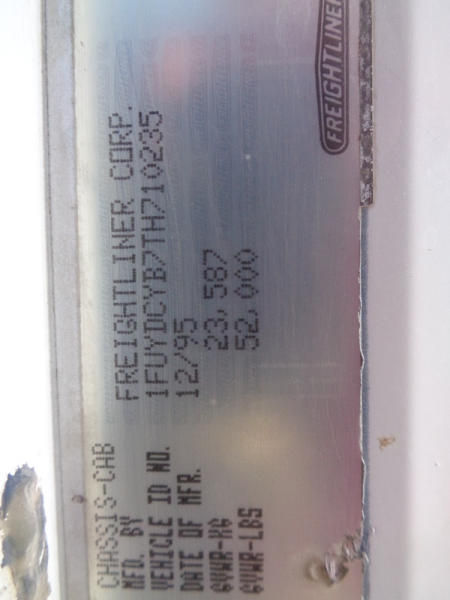 CHASSIS-CAB
MFD. BY FREIGHTLINER CORP.
VEHICLE ID NO. 1FUYDCYB7TH710235
DATE OF MFR. 12/95
GVWR-KG 23,587
GVWR-LBS 52,000
FREIGHTLINER